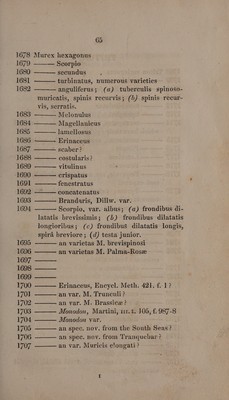 65
1678 Murex hexagonus
1679 ——— Scorpio
1680 ——— secundus
1681 ——— turbinatus, numerous varieties
1682 ——— anguliferus; (a) tuberculis spinoso-
muricatis, spinis recurvis; (b) spinis recur-
vis, serratis.
1683 ——— Melonulus
1684 ——— Magellanicus
1685 ——— lamellosus
1686 ——— Erinaceus
1687 ——— scaber?
1688 ——— costularis?
1689 ——— vitulinus
1690 ——— crispatus
1691 ——— fenestratus
1692 ——— concatenatus
1693 ——— Brandaris, Dillw. var.
1694 ——— Scorpio, var. albus; (a) frondibus di-
latatis brevissimis; (b) frondibus dilatatis
longioribus; (c) frondibus dilatatis longis,
spirâ breviore; (d) testa junior.
1695 ——— an varietas M. brevispinozi
1696 ——— an varietas M. Palmæ-Rosæ
1697 ———
1698 ———
1699 ———
1700 ——— Erinaceus, Encycl. Meth. 421. f. 1?
1701 ——— an var. M. Trunculi?
1702 ——— an var. M. Brassicæ?
1703 ——— Monodon, Martini, III. t. 105, f. 987-8
1704 ——— Monodon var.
1705 ——— an spec. nov. from the South Seas?
1706 ——— an spec. nov. from Tranquebar?
1707 ——— an var. Muricis elongati?